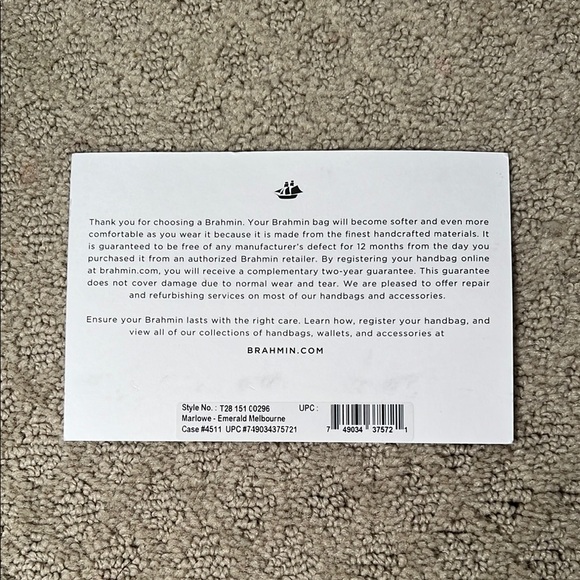 Thank you for choosing a Brahmin. Your Brahmin bag will become softer and even more
comfortable as you wear it because it is made from the finest handcrafted materials. It
is guaranteed to be free of any manufacturer's defect for 12 months from the day you
purchased it from an authorized Brahmin retailer. By registering your handbag online
at brahmin.com, you will receive a complementary two-year guarantee. This guarantee
does not cover damage due to normal wear and tear. We are pleased to offer repair
and refurbishing services on most of our handbags and accessories.
Ensure your Brahmin lasts with the right care. Learn how, register your handbag, and
view all of our collections of handbags, wallets, and accessories at
BRAHMIN.COM
Style No. : T28 151 00296 UPC :
Marlowe - Emerald Melbourne
Case #4511 UPC #749034375721
7 49034 37572 1